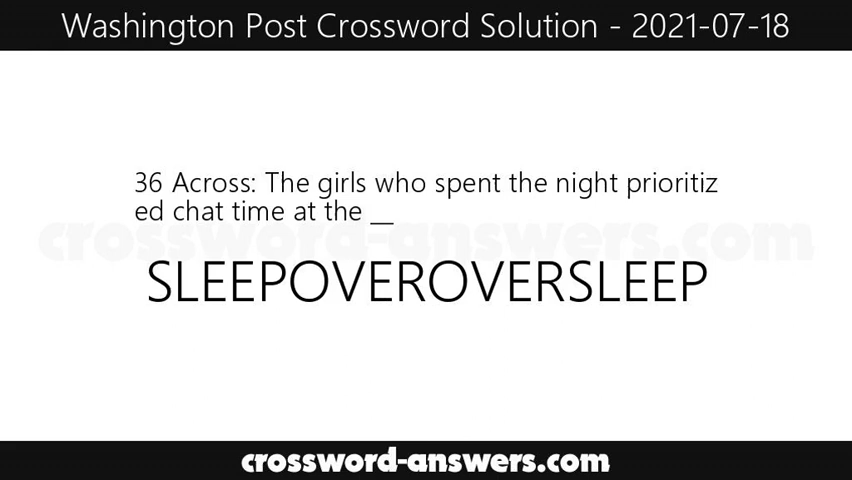 Washington Post Crossword Solution - 2021-07-18
36 Across: The girls who spent the night prioritiz
ed chat time at the __
crossword-answers.com
SLEEPOVEROVERSLEEP
crossword-answers.com